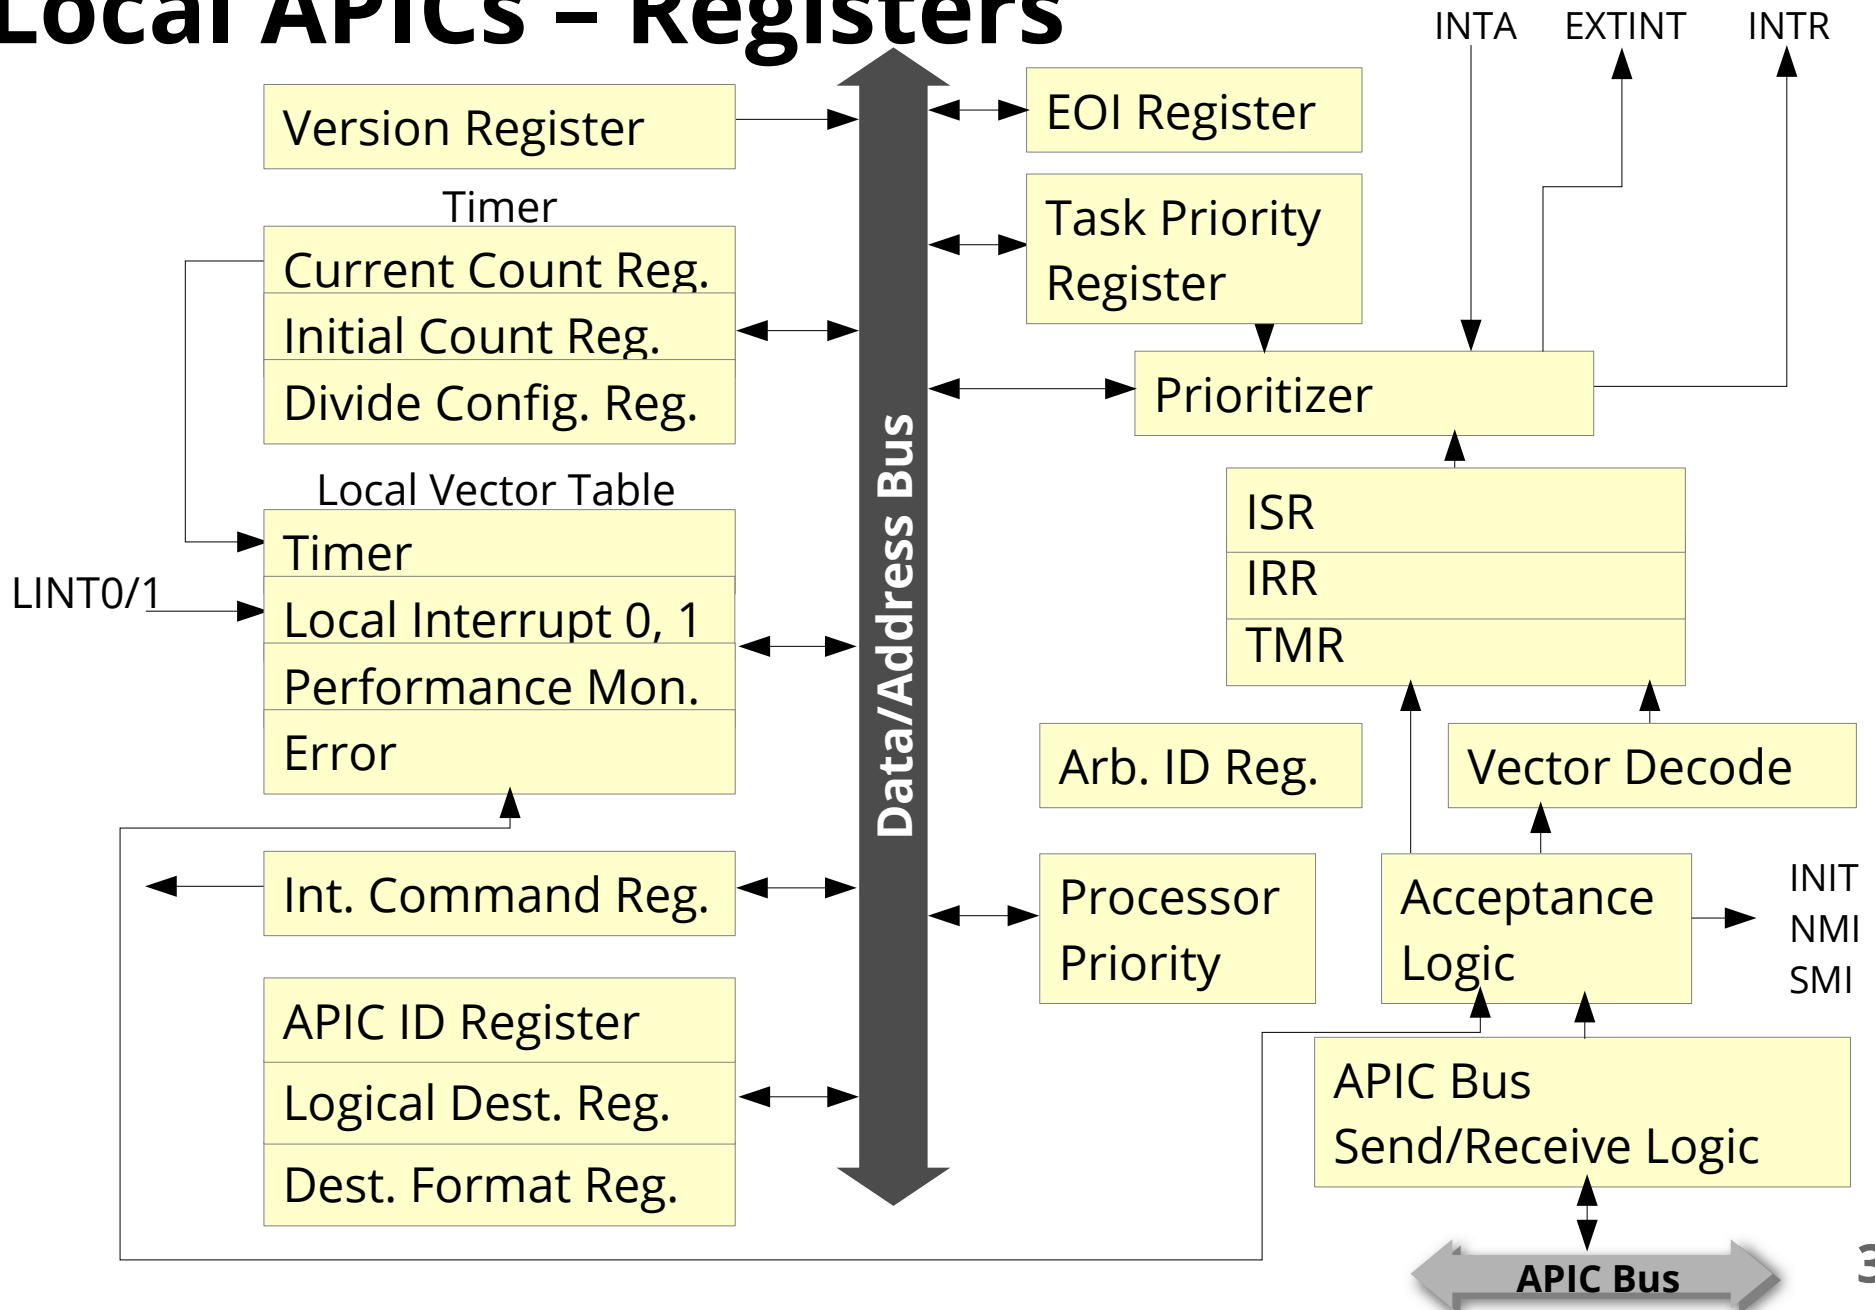 Local APICs – Registers
INTA
EXTINT
INTR
Version Register
EOI Register
Timer
Current Count Reg.
Initial Count Reg.
Divide Config. Reg.
Task Priority
Register
Prioritizer
Local Vector Table
Timer
LINT0/1
Local Interrupt 0, 1
Performance Mon.
Error
Data/Address Bus
ISR
IRR
TMR
Arb. ID Reg.
Vector Decode
Int. Command Reg.
Processor
Priority
Acceptance
Logic
INIT
NMI
SMI
APIC ID Register
Logical Dest. Reg.
Dest. Format Reg.
APIC Bus
Send/Receive Logic
APIC Bus